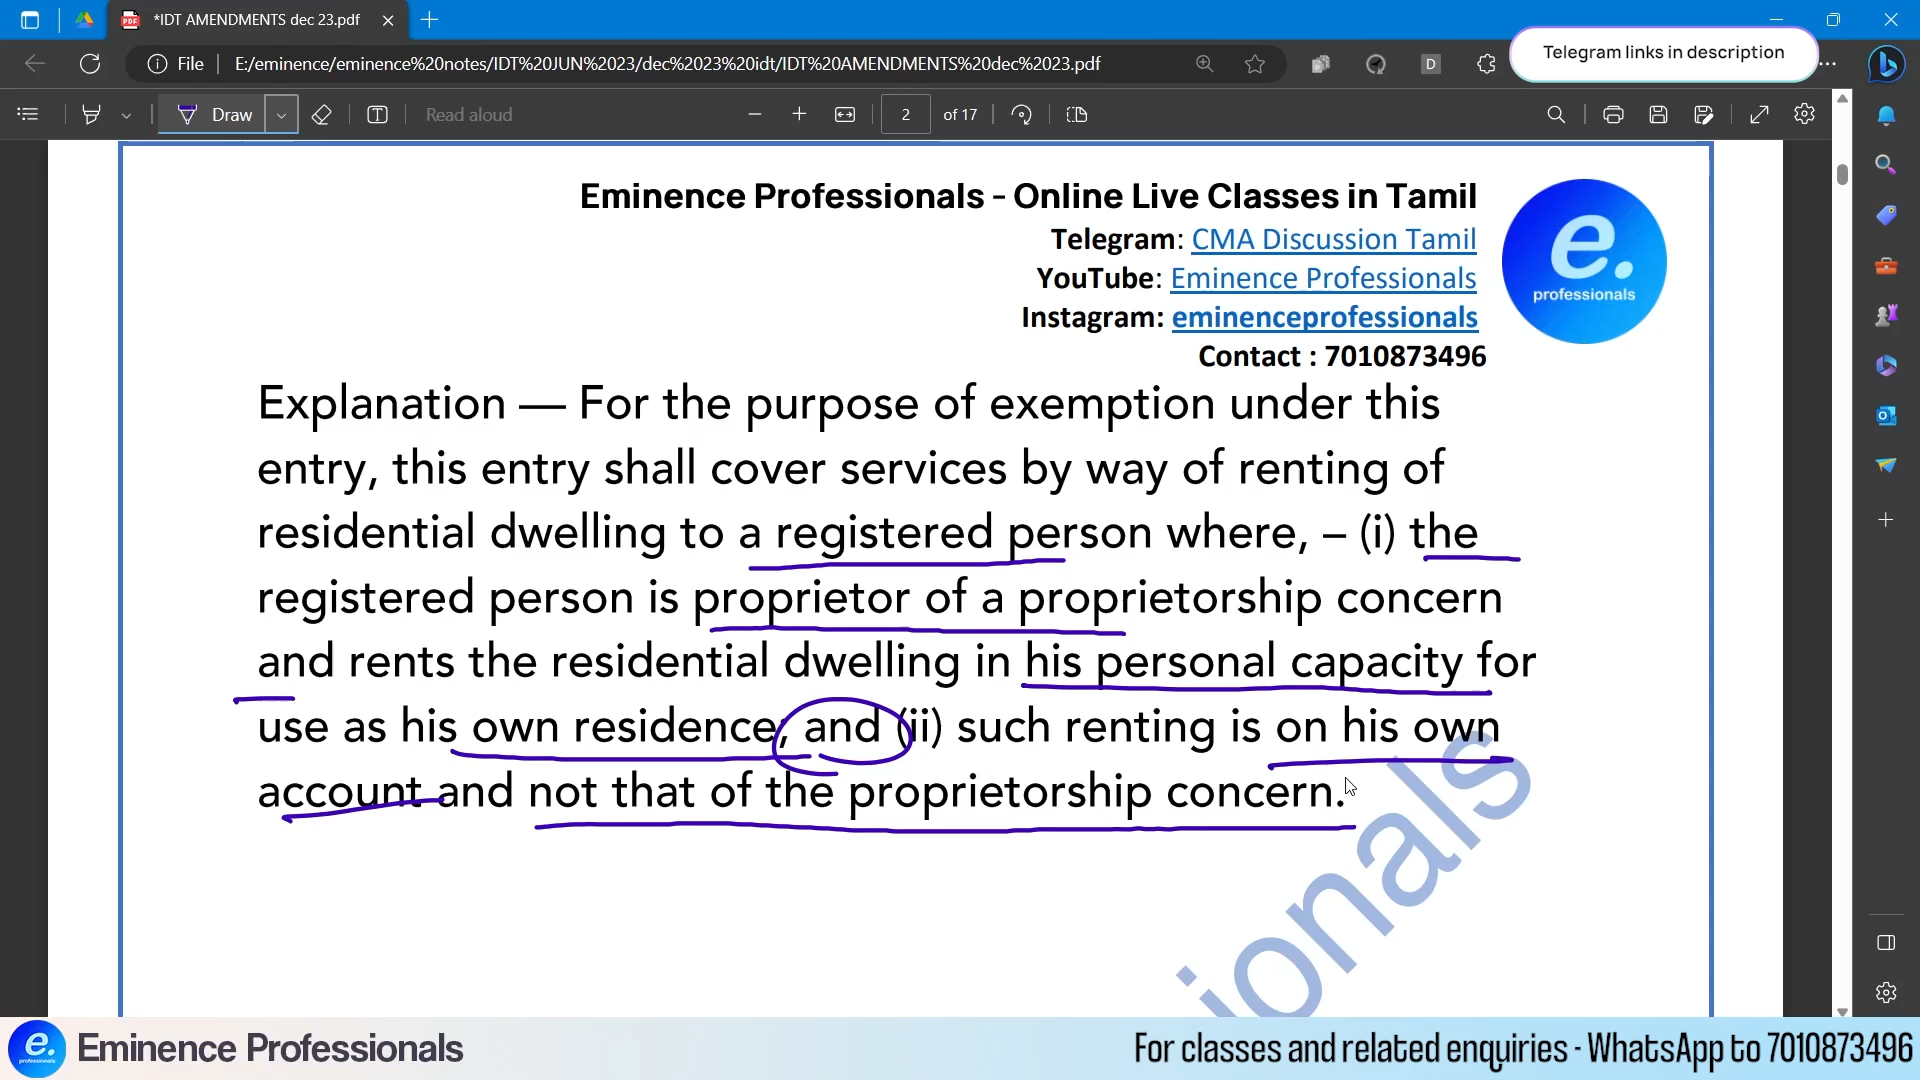 *IDT AMENDMENTS dec 23.pdf
File
E:/eminence/eminence%20notes/IDT%20JUN%2023/dec%2023%20idt/IDT%20AMENDMENTS%20dec%2023.pdf
D
Telegram links in description
Draw
Read aloud
2
of 17
Eminence Professionals - Online Live Classes in Tamil
Telegram: CMA Discussion Tamil
YouTube: Eminence Professionals
Instagram: eminenceprofessionals
Contact : 7010873496
e.
professionals
Explanation — For the purpose of exemption under this
entry, this entry shall cover services by way of renting of
residential dwelling to a registered person where, – (i) the
registered person is proprietor of a proprietorship concern
and rents the residential dwelling in his personal capacity for
use as his own residence; and (ii) such renting is on his own
account and not that of the proprietorship concern.
ionals
e.
professionals
Eminence Professionals
For classes and related enquiries - WhatsApp to 7010873496